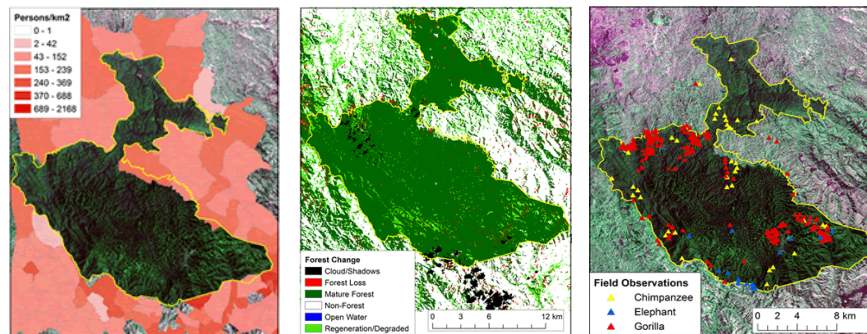 Persons/km2
0 - 1
2 - 42
43 - 152
153 - 239
240 - 369
370 - 688
689 - 2168
Forest Change
Cloud/Shadows
Forest Loss
Mature Forest
Non-Forest
Open Water
Regeneration/Degraded
0 12 km
Field Observations
Chimpanzee
Elephant
Gorilla
0 2 4 8 km